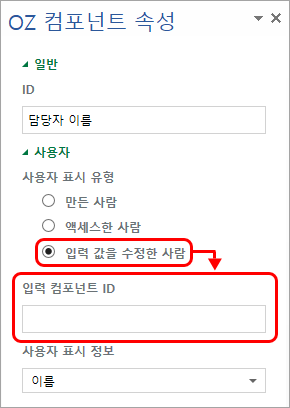 OZ 컴포넌트 속성
일반
ID
담당자 이름
사용자
사용자 표시 유형
만든 사람
액세스한 사람
입력 값을 수정한 사람
입력 컴포넌트 ID
사용자 표시 정보
이름